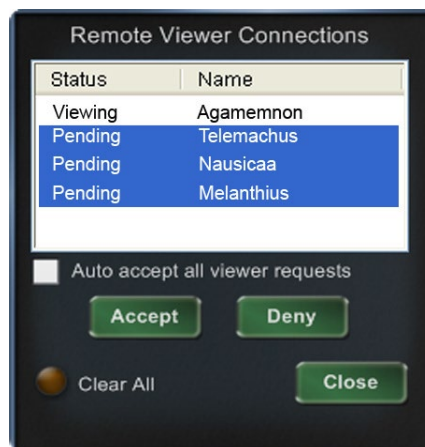 Remote Viewer Connections
Status Name
Viewing Agamemnon
Pending Telemachus
Pending Nausicaa
Pending Melanthius
Auto accept all viewer requests
Accept Deny
Clear All Close